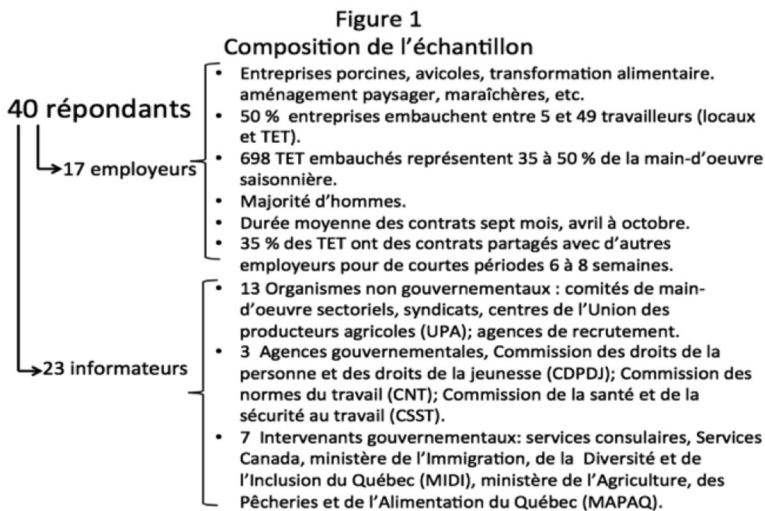 Figure 1
Composition de l'échantillon
40 répondants
17 employeurs
• Entreprises porcines, avicoles, transformation alimentaire.
aménagement paysager, maraîchères, etc.
• 50 % entreprises embauchent entre 5 et 49 travailleurs (locaux
et TET).
• 698 TET embauchés représentent 35 à 50 % de la main-d'oeuvre
saisonnière.
• Majorité d'hommes.
• Durée moyenne des contrats sept mois, avril à octobre.
• 35 % des TET ont des contrats partagés avec d'autres
employeurs pour de courtes périodes 6 à 8 semaines.
23 informateurs
• 13 Organismes non gouvernementaux : comités de main-
d'oeuvre sectoriels, syndicats, centres de l'Union des
producteurs agricoles (UPA); agences de recrutement.
• 3 Agences gouvernementales, Commission des droits de la
personne et des droits de la jeunesse (CDPDJ); Commission des
normes du travail (CNT); Commission de la santé et de la
sécurité au travail (CSST).
• 7 Intervenants gouvernementaux: services consulaires, Services
Canada, ministère de l'Immigration, de la Diversité et de
l'Inclusion du Québec (MIDI), ministère de l'Agriculture, des
Pêcheries et de l'Alimentation du Québec (MAPAQ).